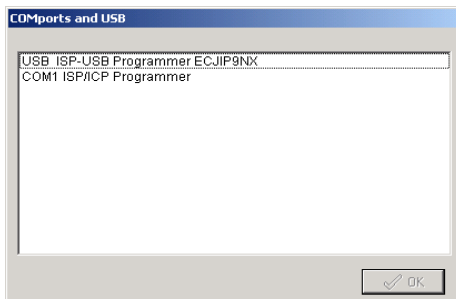 COMports and USB
USB ISP-USB Programmer ECJIP9NX
COM1 ISP/ICP Programmer
OK